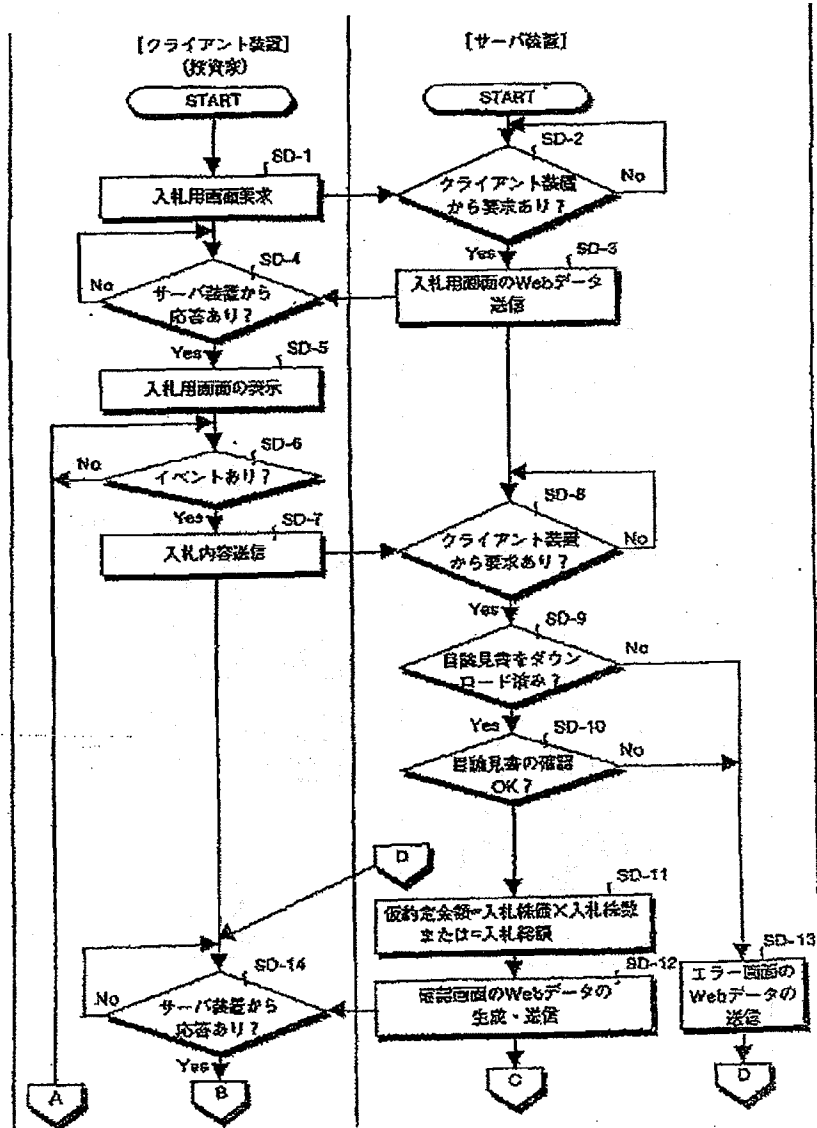 [クライアント装置]
(投資家)
START
SD-1
入札用画面要求
SD-4
No
サーバ装置から
応答あり？
Yes
SD-5
入札用画面の表示
SD-6
No
イベントあり？
Yes
SD-7
入札内容送信
SD-14
No
サーバ装置から
応答あり？
Yes
A
B
[サーバ装置]
START
SD-2
No
クライアント装置
から要求あり？
Yes
SD-3
入札用画面のWebデータ
送信
SD-8
No
クライアント装置
から要求あり？
Yes
SD-9
No
目論見書をダウン
ロード済み？
Yes
SD-10
No
目論見書の確認
OK？
D
SD-11
仮約定金額=入札株価×入札株数
または=入札総額
SD-12
確認画面のWebデータの
生成・送信
C
SD-13
エラー画面の
Webデータの
送信
D